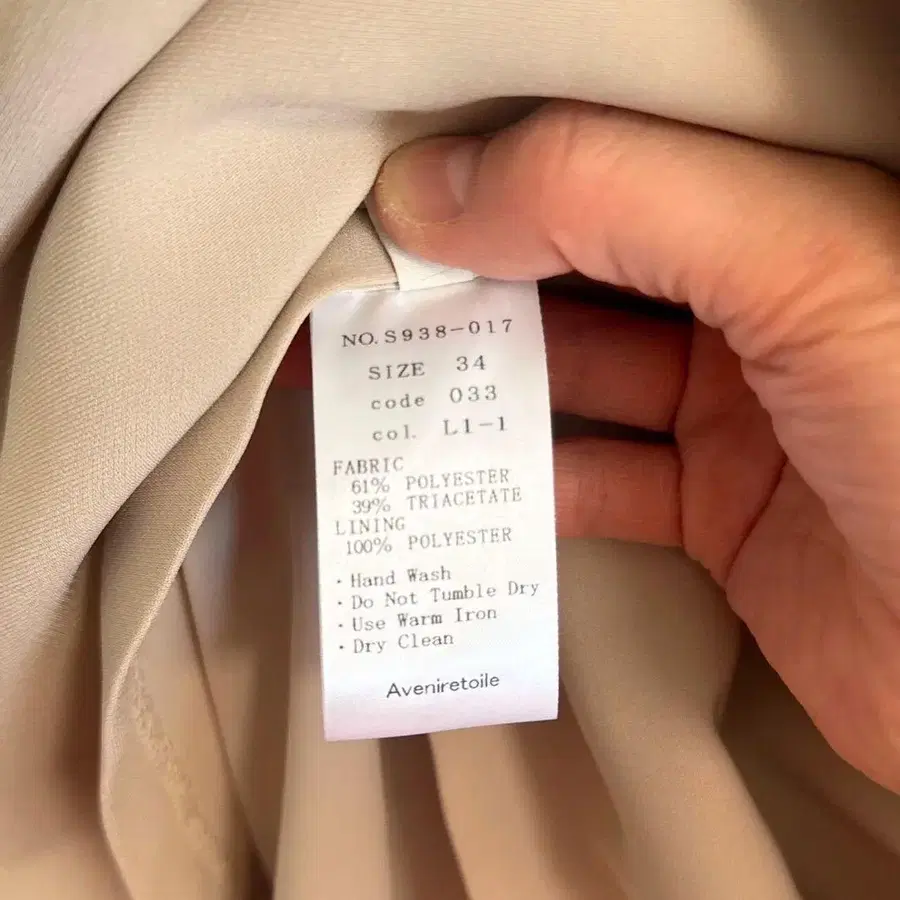 NO. S938-017
SIZE 34
code 033
col. L1-1
FABRIC
61% POLYESTER
39% TRIACETATE
LINING
100% POLYESTER
・Hand Wash
・Do Not Tumble Dry
・Use Warm Iron
・Dry Clean
Aveniretoile